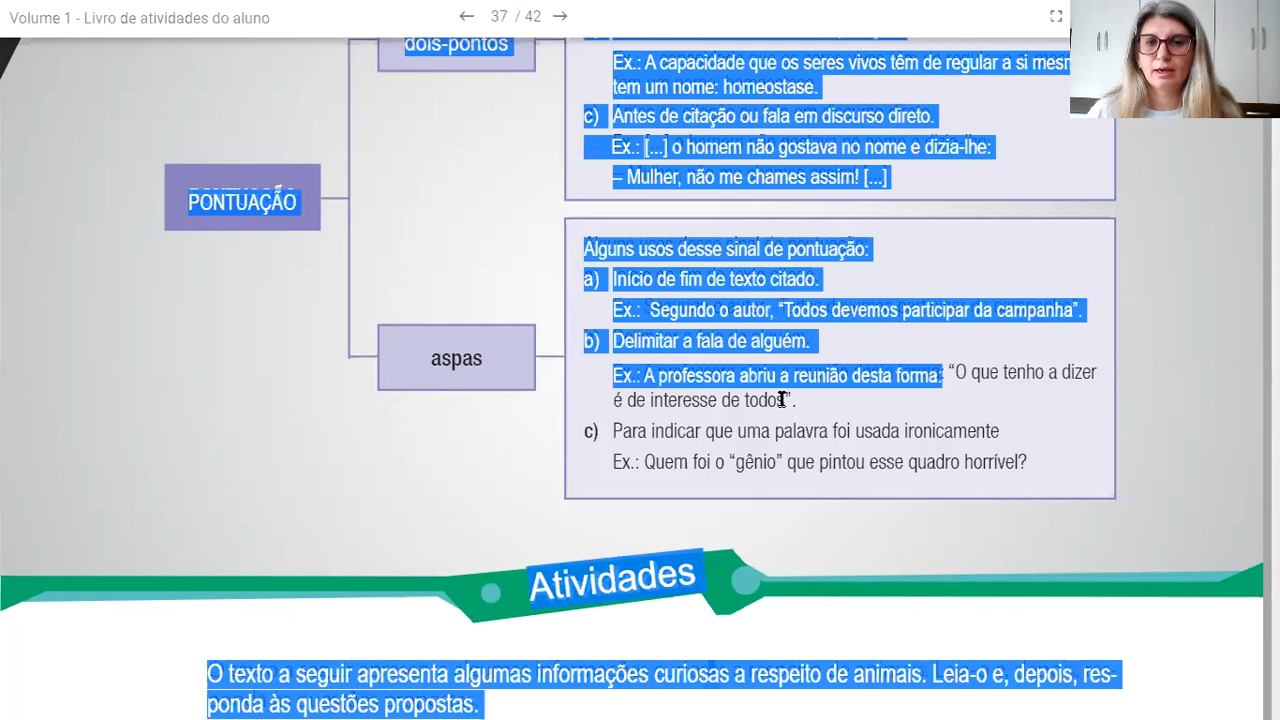 Volume 1 - Livro de atividades do aluno
37 / 42
dois-pontos
Ex.: A capacidade que os seres vivos têm de regular a si
tem um nome: homeostase.
c) Antes de citação ou fala em discurso direto.
Ex.: [...] o homem não gostava no nome e dizia-lhe:
– Mulher, não me chames assim! [...]
PONTUAÇÃO
Alguns usos desse sinal de pontuação:
a) Início de fim de texto citado.
Ex.: Segundo o autor, “Todos devemos participar da campanha”.
b) Delimitar a fala de alguém.
Ex.: A professora abriu a reunião desta forma: “O que tenho a dizer
é de interesse de todos”.
aspas
c) Para indicar que uma palavra foi usada ironicamente
Ex.: Quem foi o “gênio” que pintou esse quadro horrível?
Atividades
O texto a seguir apresenta algumas informações curiosas a respeito de animais. Leia-o e, depois, res-
ponda às questões propostas.